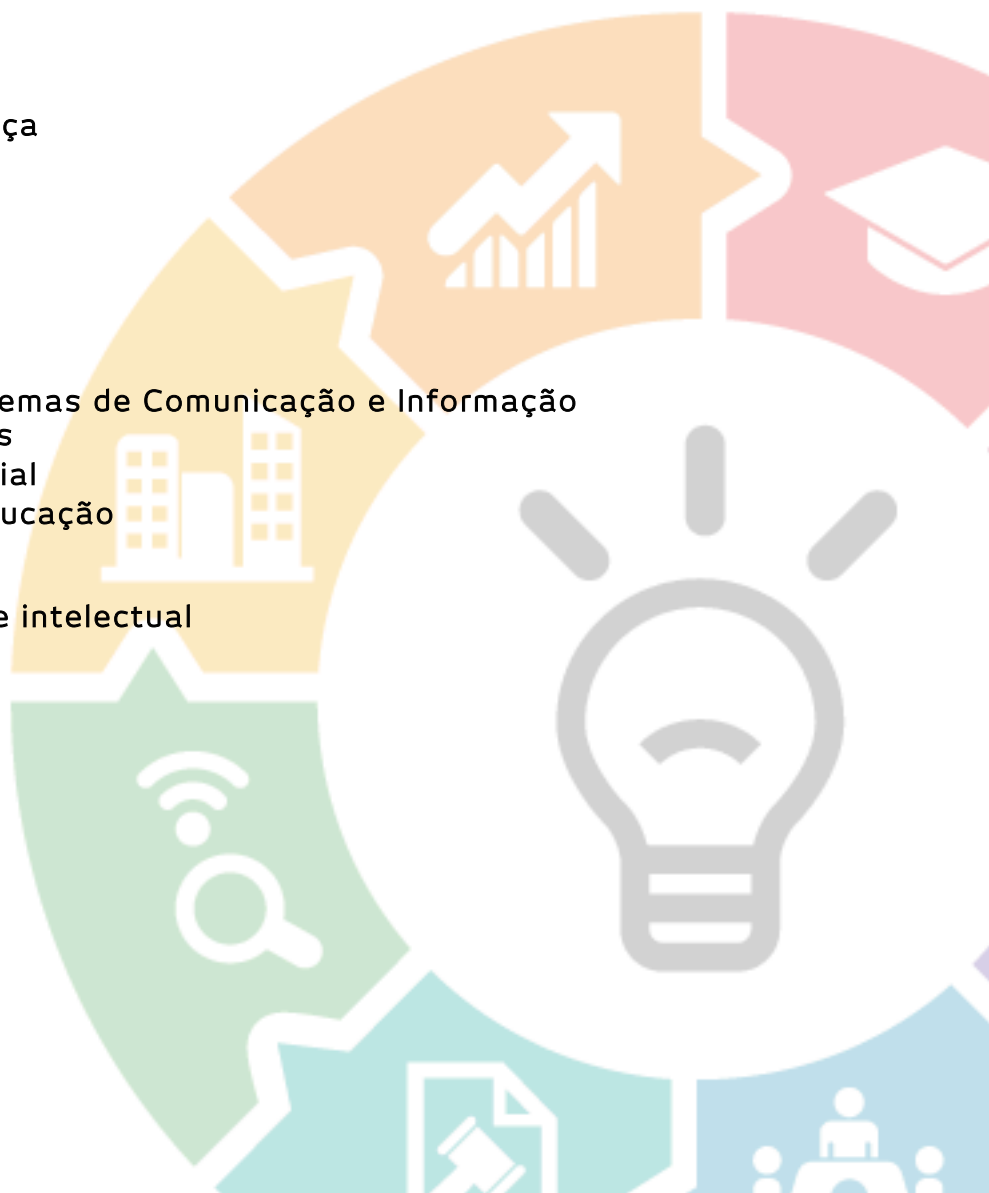 ça
emas de Comunicação e Informação
s
ial
ucação
e intelectual